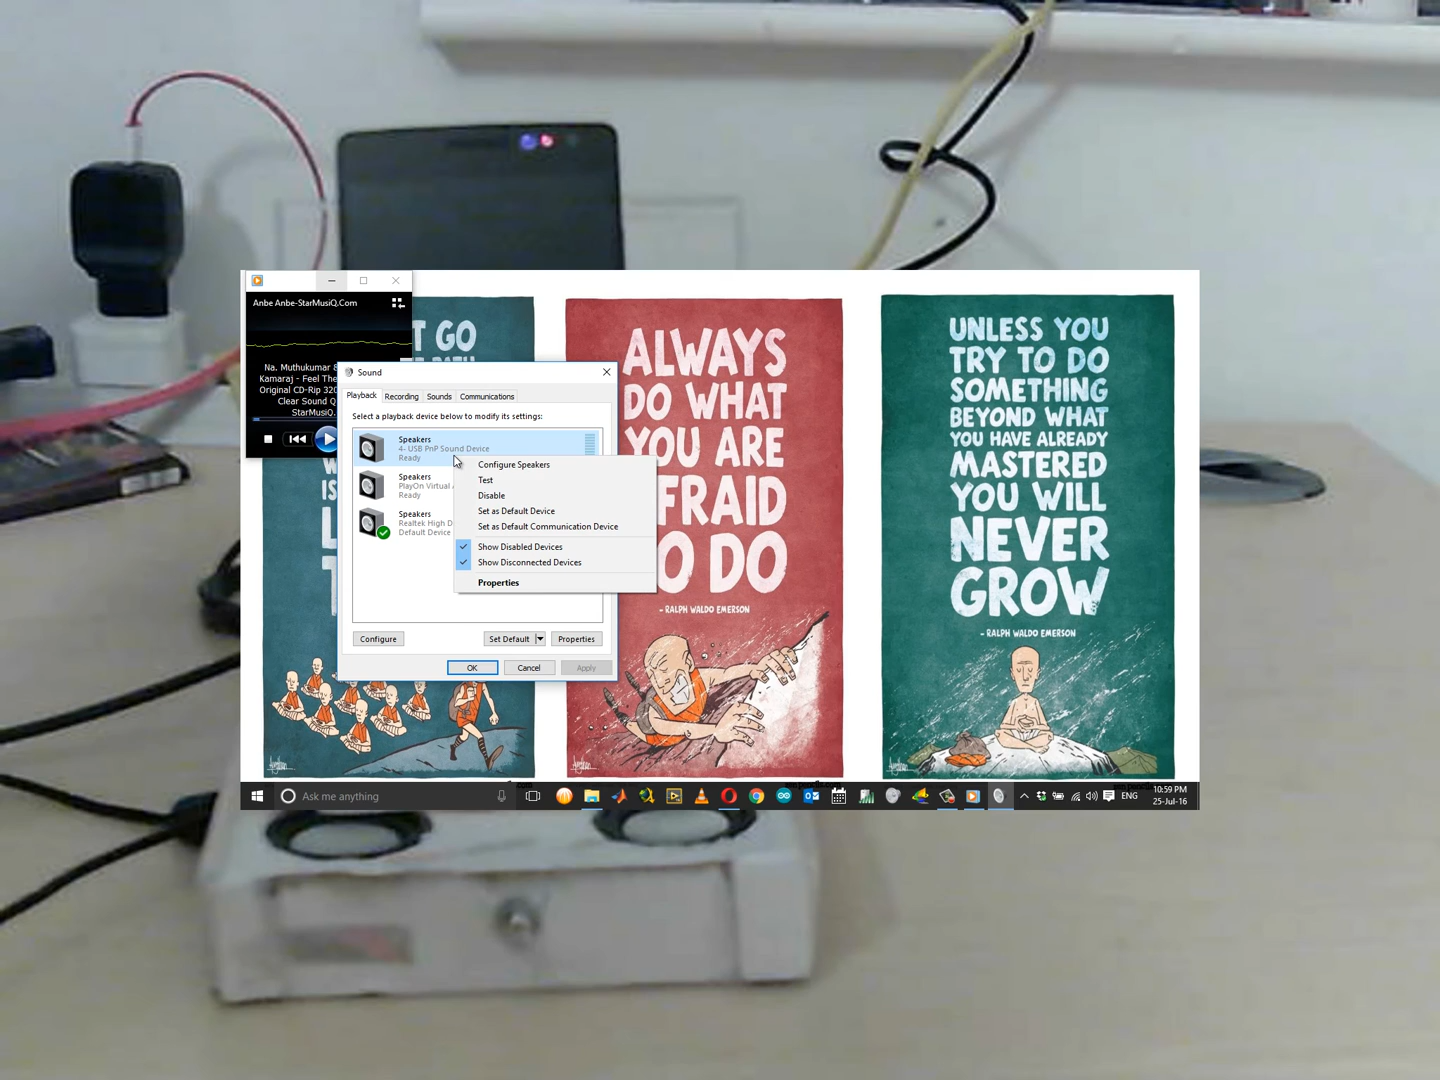 Anbe Anbe-StarMusiQ.Com
Na. Muthukumar &
Kamaraj - Feel The
Original CD-Rip 320
Clear Sound Q
StarMusiQ.
T GO
Sound
Playback Recording Sounds Communications
Select a playback device below to modify its settings:
Speakers
4- USB PnP Sound Device
Ready
Speakers
PlayOn Virtual
Ready
Speakers
Realtek High D
Default Device
Configure Speakers
Test
Disable
Set as Default Device
Set as Default Communication Device
Show Disabled Devices
Show Disconnected Devices
Properties
Configure Set Default Properties
OK Cancel Apply
ALWAYS
DO WHAT
YOU ARE
FRAID
O DO
- RALPH WALDO EMERSON
UNLESS YOU
TRY TO DO
SOMETHING
BEYOND WHAT
YOU HAVE ALREADY
MASTERED
YOU WILL
NEVER
GROW
- RALPH WALDO EMERSON
Ask me anything
ENG
10:59 PM
25-Jul-16